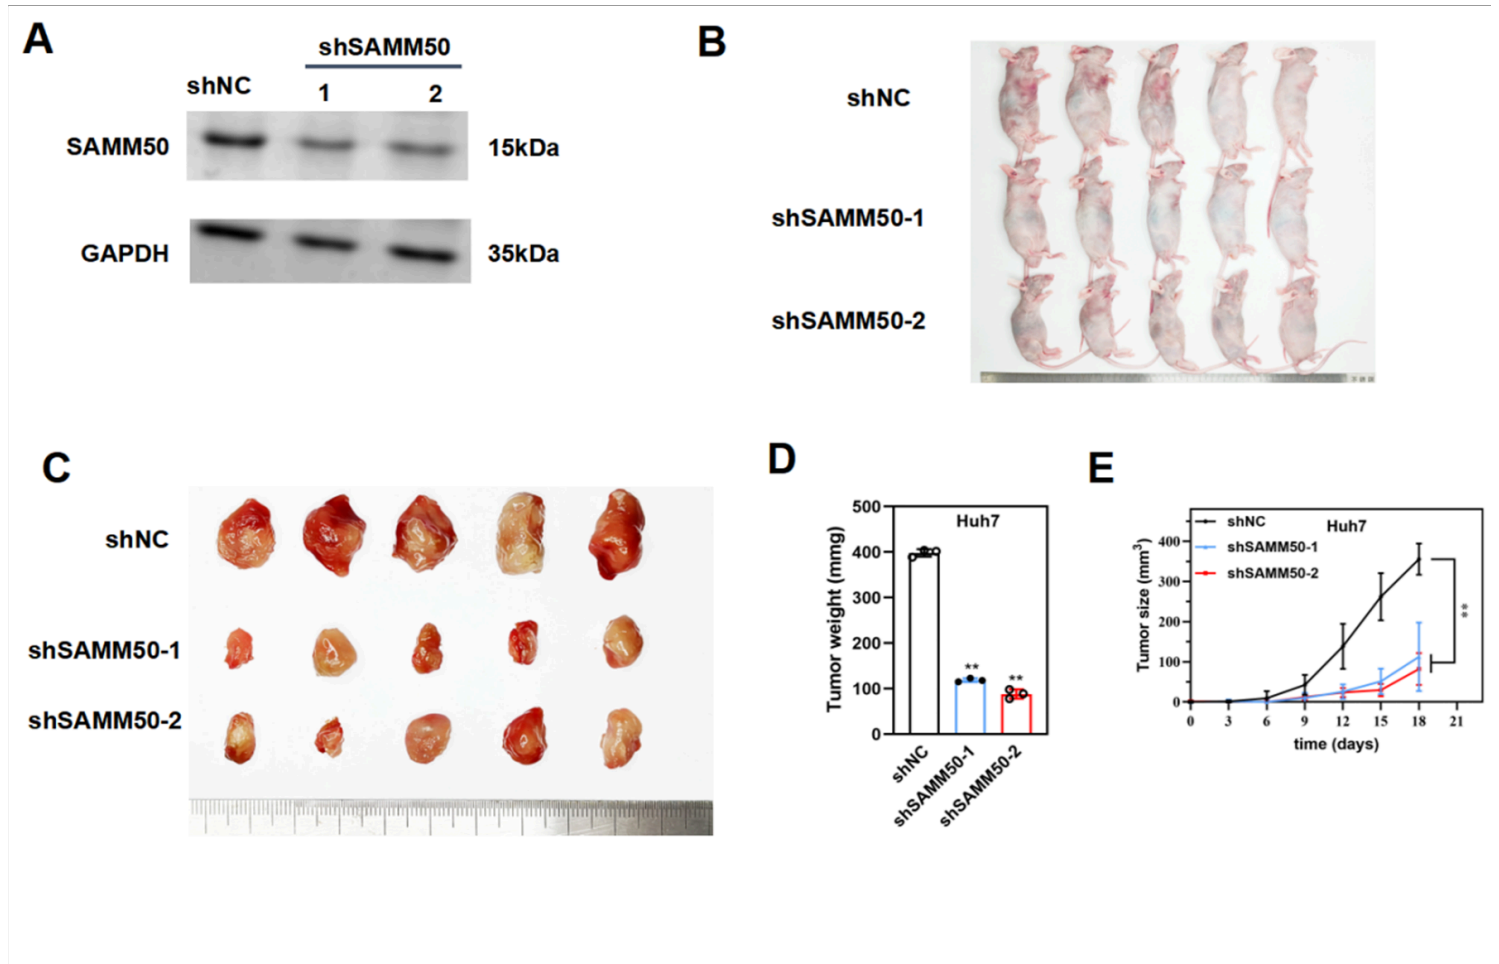 A
shSAMM50
shNC
1
2
SAMM50
15kDa
GAPDH
35kDa
B
shNC
shSAMM50-1
shSAMM50-2
C
shNC
shSAMM50-1
shSAMM50-2
D
Huh7
Tumor weight (mmg)
500
400
300
200
100
0
**
**
shNC
shSAMM50-1
shSAMM50-2
E
Huh7
shNC
shSAMM50-1
shSAMM50-2
Tumor size (mm³)
400
300
200
100
0
**
0 3 6 9 12 15 18 21
time (days)